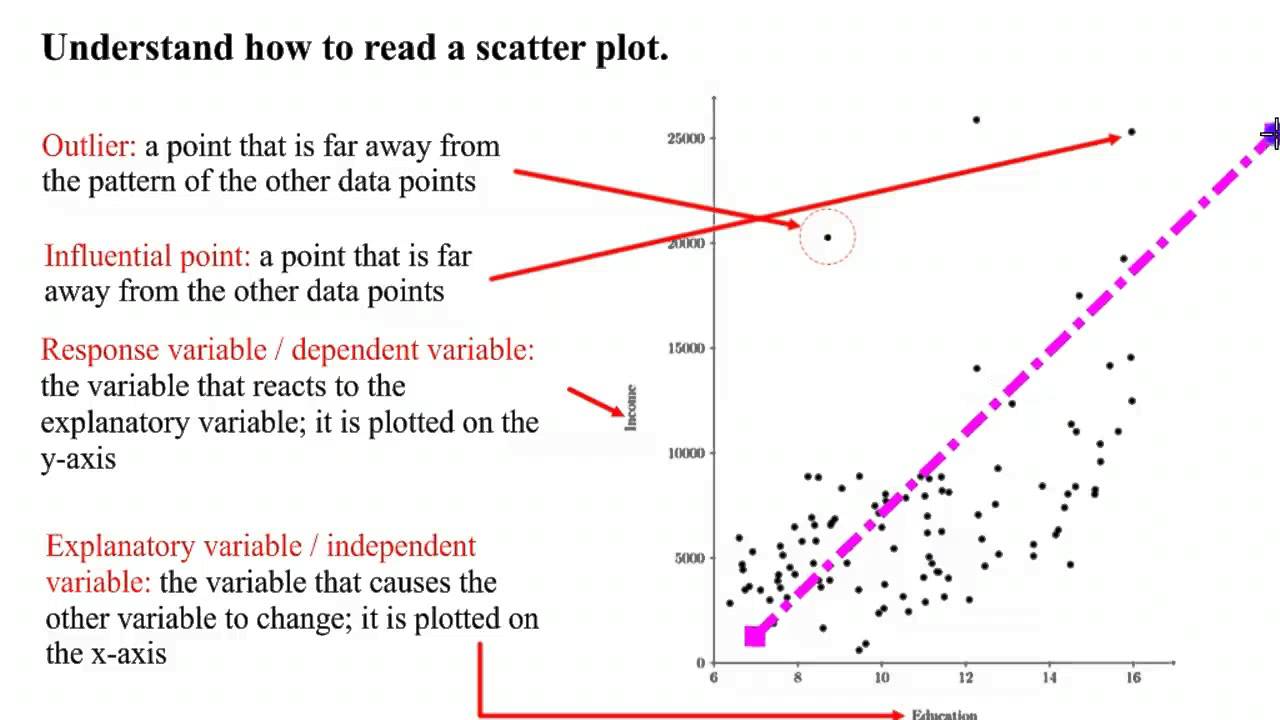 Understand how to read a scatter plot.
Outlier: a point that is far away from
the pattern of the other data points
Influential point: a point that is far
away from the other data points
Response variable / dependent variable:
the variable that reacts to the
explanatory variable; it is plotted on the
y-axis
Explanatory variable / independent
variable: the variable that causes the
other variable to change; it is plotted on
the x-axis
25000
20000
15000
10000
5000
0
Income
6 8 10 12 14 16
Education